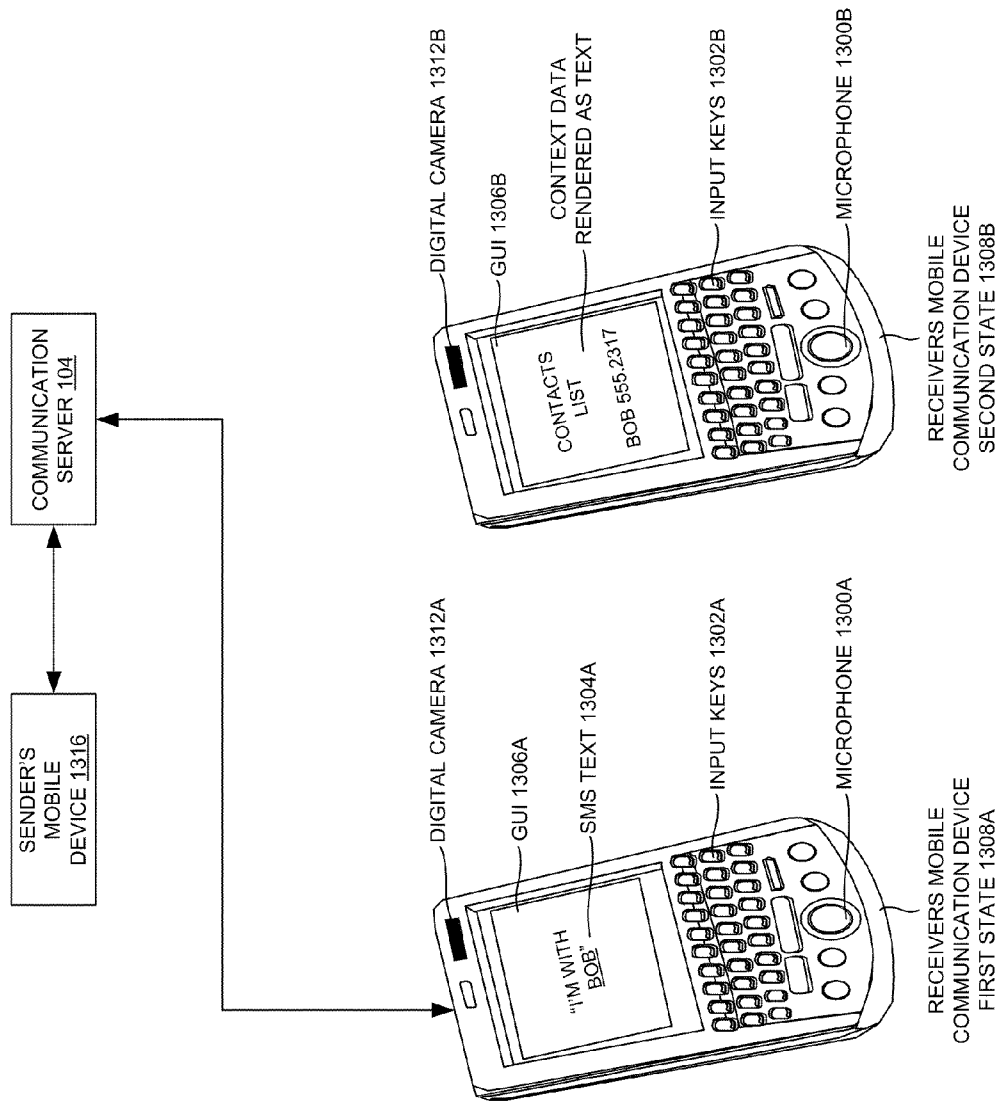 SENDER'S
MOBILE
DEVICE 1316
COMMUNICATION
SERVER 104
DIGITAL CAMERA 1312A
GUI 1306A
"I'M WITH
BOB"
SMS TEXT 1304A
INPUT KEYS 1302A
MICROPHONE 1300A
RECEIVERS MOBILE
COMMUNICATION DEVICE
FIRST STATE 1308A
DIGITAL CAMERA 1312B
GUI 1306B
CONTACTS
LIST
BOB 555.2317
CONTEXT DATA
RENDERED AS TEXT
INPUT KEYS 1302B
MICROPHONE 1300B
RECEIVERS MOBILE
COMMUNICATION DEVICE
SECOND STATE 1308B